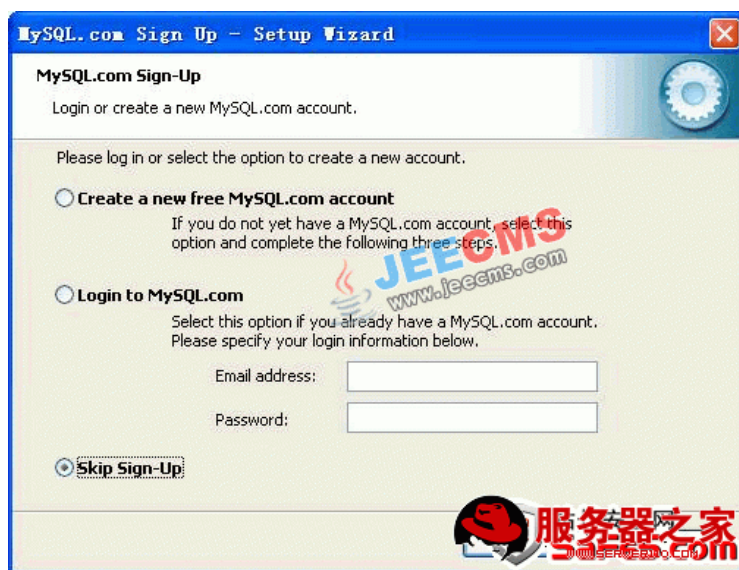 MySQL.com Sign Up - Setup Wizard
MySQL.com Sign-Up
Login or create a new MySQL.com account.
Please log in or select the option to create a new account.
Create a new free MySQL.com account
If you do not yet have a MySQL.com account, select this
option and complete the following three steps.
JEECMS
www.jeecms.com
Login to MySQL.com
Select this option if you already have a MySQL.com account.
Please specify your login information below.
Email address:
Password:
Skip Sign-Up
服务器之家